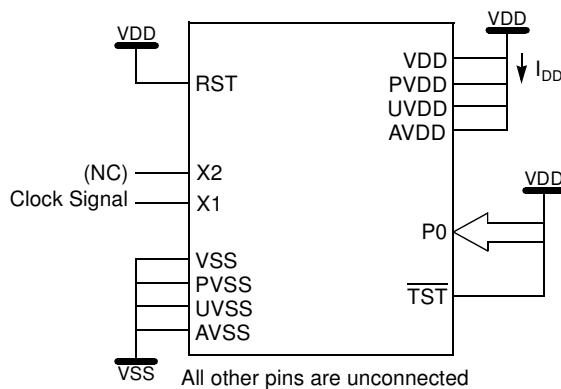 VDD
RST
(NC)
X2
Clock Signal
X1
VSS
PVSS
UVSS
AVSS
VSS
VDD
VDD
PVDD
UVDD
AVDD
IDD
VDD
P0
TST
All other pins are unconnected